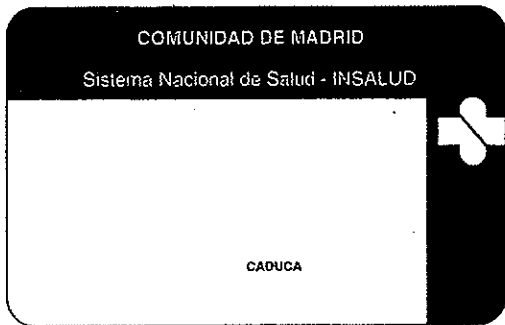 COMUNIDAD DE MADRID
Sistema Nacional de Salud - INSALUD
CADUCA